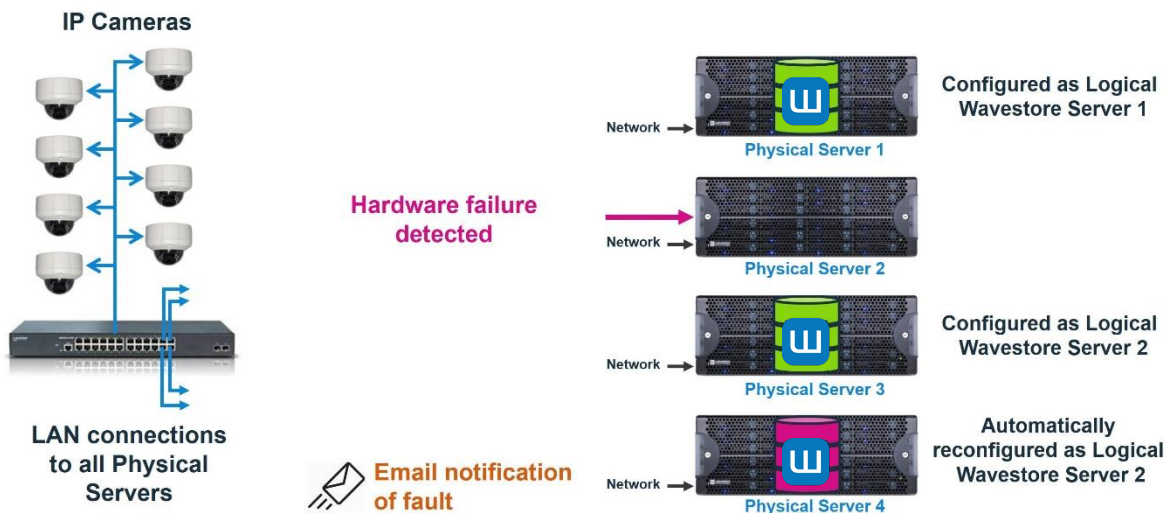 IP Cameras
Configured as Logical
Wavestore Server 1
Network
Physical Server 1
Hardware failure
detected
Network
Physical Server 2
Configured as Logical
Wavestore Server 2
Network
Physical Server 3
LAN connections
to all Physical
Servers
Email notification
of fault
Automatically
reconfigured as Logical
Wavestore Server 2
Network
Physical Server 4